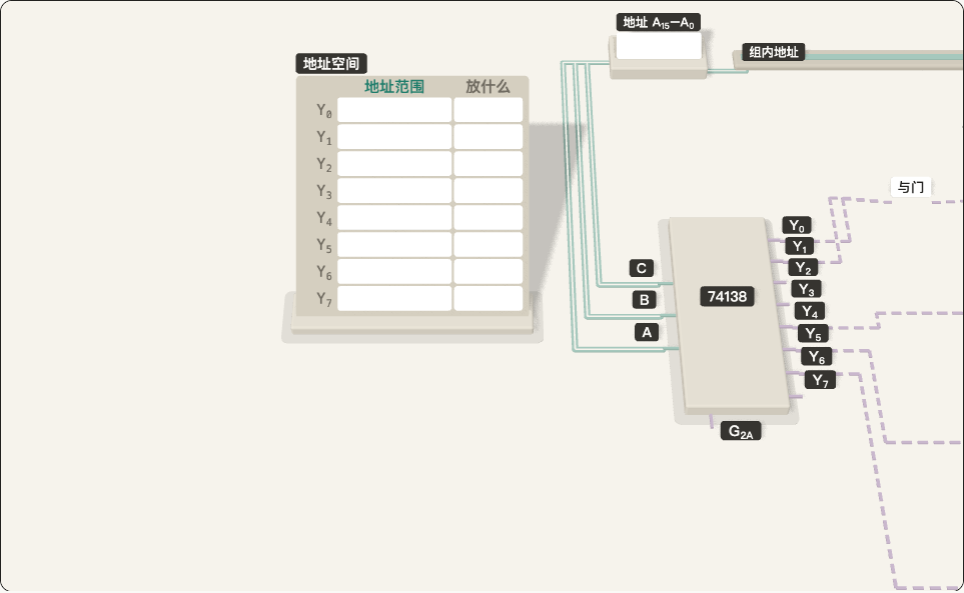 地址 A₁₅—A₀
组内地址
地址空间
地址范围 放什么
Y₀
Y₁
Y₂
Y₃
Y₄
Y₅
Y₆
Y₇
与门
C
B
A
74138
Y₀
Y₁
Y₂
Y₃
Y₄
Y₅
Y₆
Y₇
G₂A